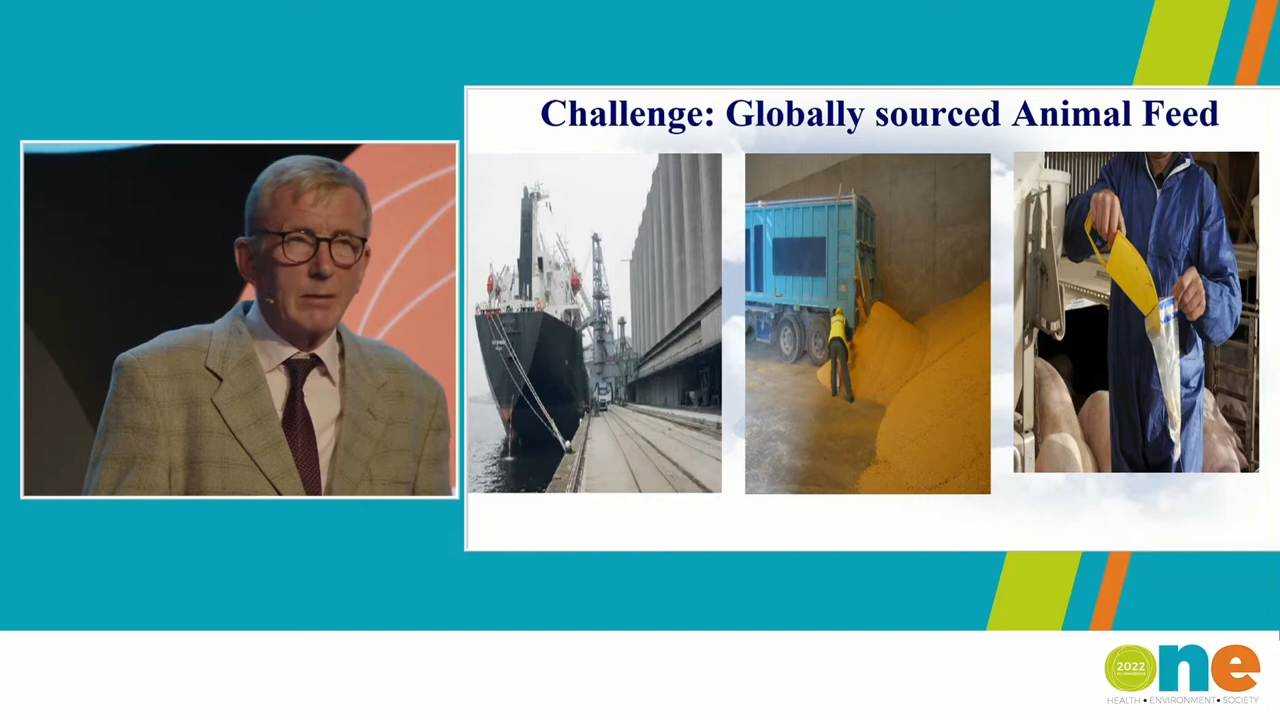 Challenge: Globally sourced Animal Feed
2022
one
HEALTH • ENVIRONMENT • SOCIETY